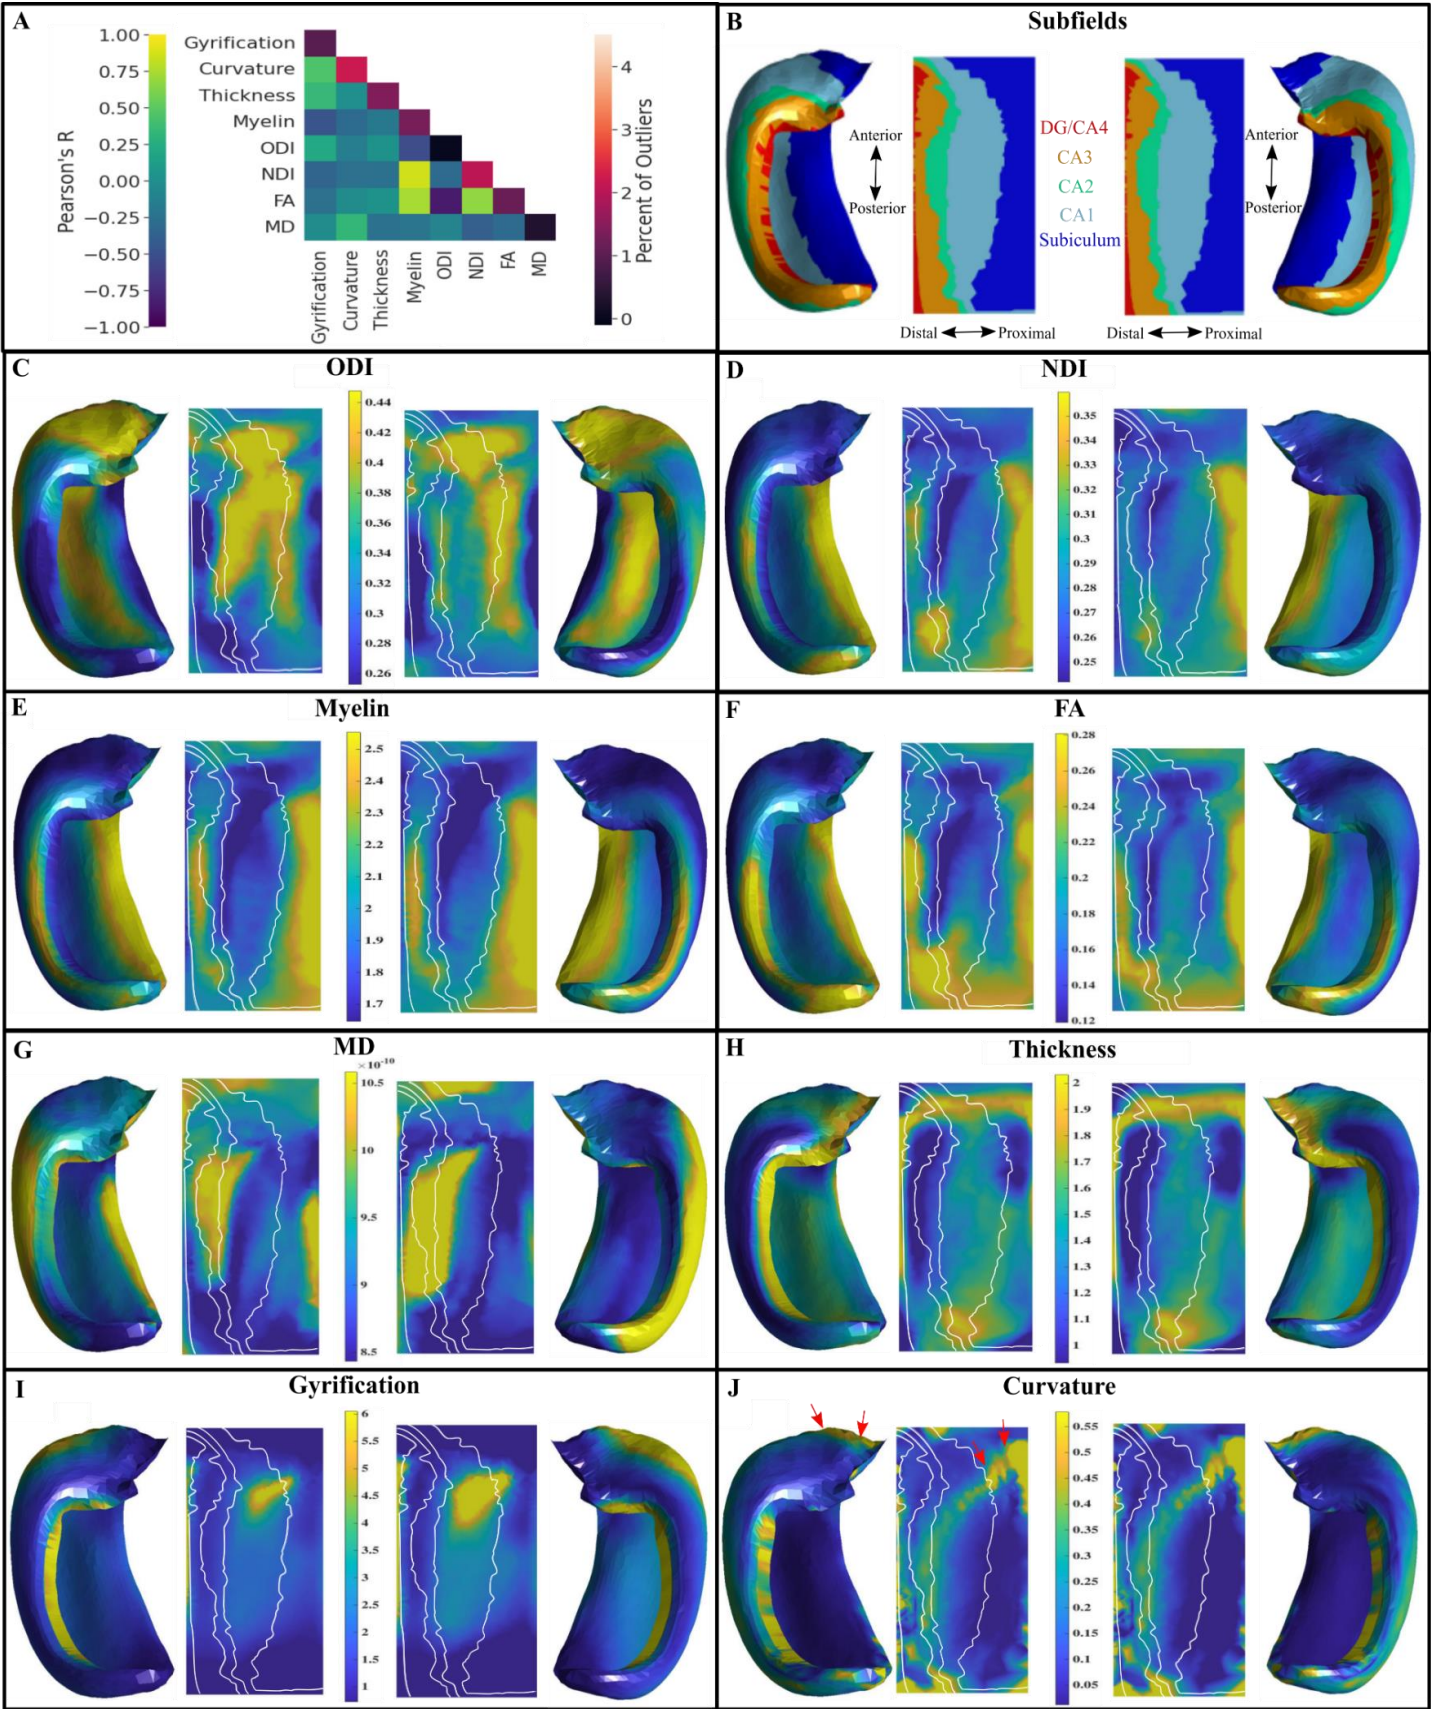 A
1.00
0.75
0.50
0.25
0.00
−0.25
−0.50
−0.75
−1.00
Pearson's R
Gyrification
Curvature
Thickness
Myelin
ODI
NDI
FA
MD
Gyrification
Curvature
Thickness
Myelin
ODI
NDI
FA
MD
4
3
2
1
0
Percent of Outliers
B
Subfields
Anterior
Posterior
DG/CA4
CA3
CA2
CA1
Subiculum
Anterior
Posterior
Distal
Proximal
Distal
Proximal
C
ODI
0.44
0.42
0.4
0.38
0.36
0.34
0.32
0.3
0.28
0.26
D
NDI
0.35
0.34
0.33
0.32
0.31
0.3
0.29
0.28
0.27
0.26
0.25
E
Myelin
2.5
2.4
2.3
2.2
2.1
2
1.9
1.8
1.7
F
FA
0.28
0.26
0.24
0.22
0.2
0.18
0.16
0.14
0.12
G
MD
×10⁻¹⁰
10.5
10
9.5
9
8.5
H
Thickness
2
1.9
1.8
1.7
1.6
1.5
1.4
1.3
1.2
1.1
1
I
Gyrification
6
5.5
5
4.5
4
3.5
3
2.5
2
1.5
1
J
Curvature
0.55
0.5
0.45
0.4
0.35
0.3
0.25
0.2
0.15
0.1
0.05